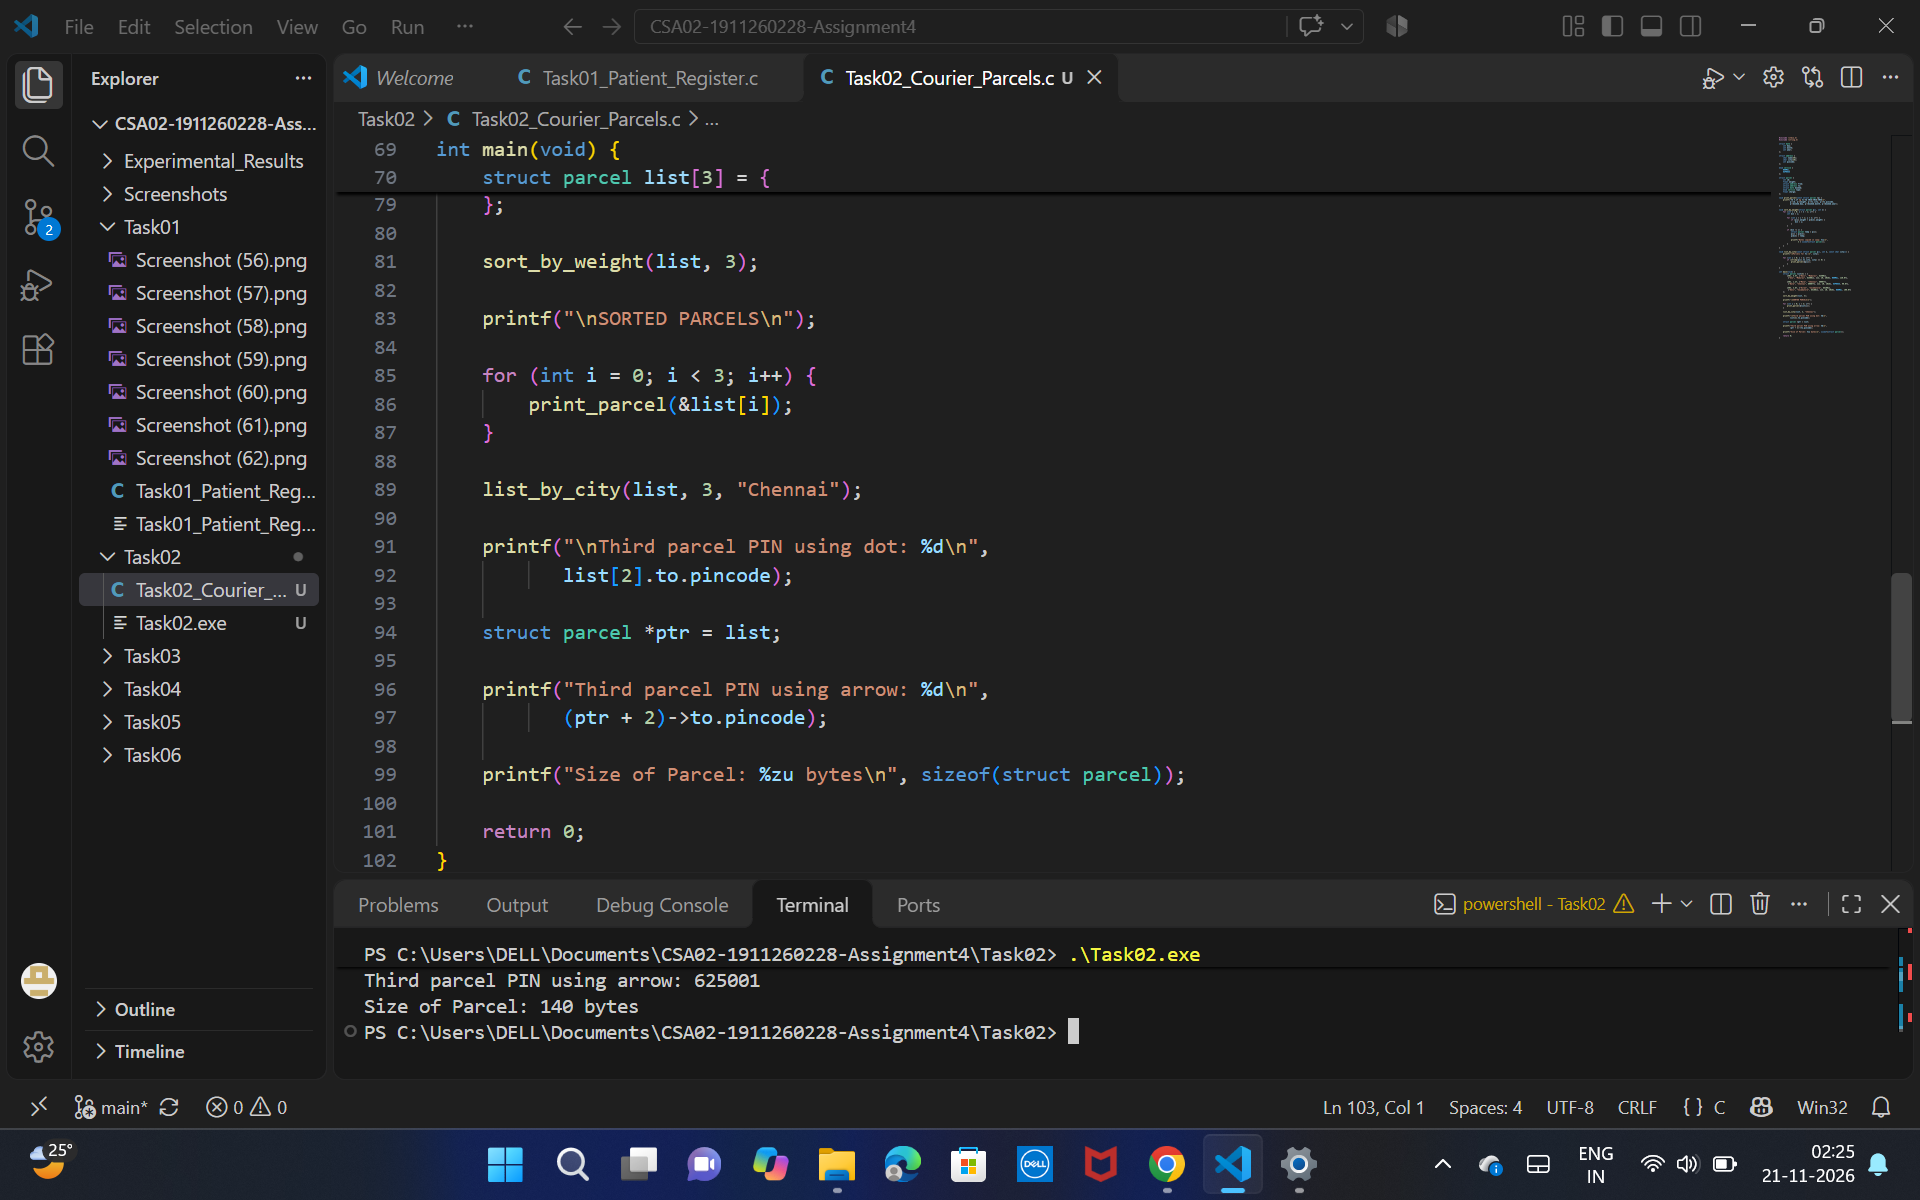 File Edit Selection View Go Run ...
CSA02-1911260228-Assignment4
Explorer
CSA02-1911260228-Ass...
Experimental_Results
Screenshots
Task01
Screenshot (56).png
Screenshot (57).png
Screenshot (58).png
Screenshot (59).png
Screenshot (60).png
Screenshot (61).png
Screenshot (62).png
Task01_Patient_Reg...
Task01_Patient_Reg...
Task02
Task02_Courier_... U
Task02.exe U
Task03
Task04
Task05
Task06
Outline
Timeline
2
Welcome
C Task01_Patient_Register.c
C Task02_Courier_Parcels.c U
Task02 > C Task02_Courier_Parcels.c > ...
69 int main(void) {
70 struct parcel list[3] = {
79 };
80
81 sort_by_weight(list, 3);
82
83 printf("\nSORTED PARCELS\n");
84
85 for (int i = 0; i < 3; i++) {
86 print_parcel(&list[i]);
87 }
88
89 list_by_city(list, 3, "Chennai");
90
91 printf("\nThird parcel PIN using dot: %d\n",
92 list[2].to.pincode);
93
94 struct parcel *ptr = list;
95
96 printf("Third parcel PIN using arrow: %d\n",
97 (ptr + 2)->to.pincode);
98
99 printf("Size of Parcel: %zu bytes\n", sizeof(struct parcel));
100
101 return 0;
102 }
Problems Output Debug Console Terminal Ports
powershell - Task02
PS C:\Users\DELL\Documents\CSA02-1911260228-Assignment4\Task02> .\Task02.exe
Third parcel PIN using arrow: 625001
Size of Parcel: 140 bytes
PS C:\Users\DELL\Documents\CSA02-1911260228-Assignment4\Task02>
main* 0 0
Ln 103, Col 1 Spaces: 4 UTF-8 CRLF { } C Win32
25°
DELL
ENG
IN
02:25
21-11-2026